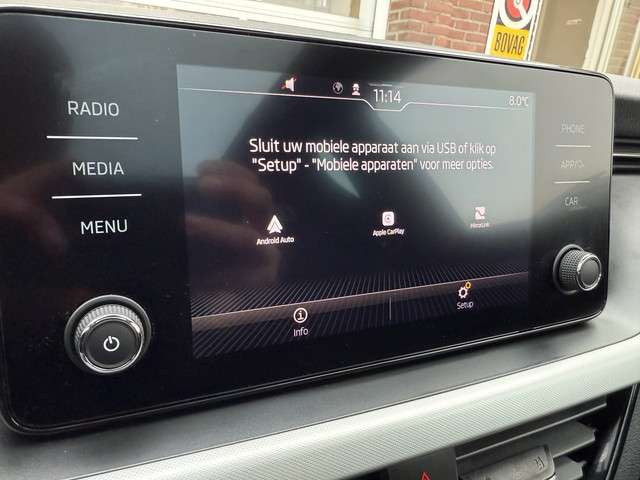 BOVAG
11:14
8.0°C
RADIO
MEDIA
MENU
Sluit uw mobiele apparaat aan via USB of klik op
"Setup" - "Mobiele apparaten" voor meer opties.
Android Auto
Apple CarPlay
MirrorLink
Info
Setup
PHONE
APP/
CAR